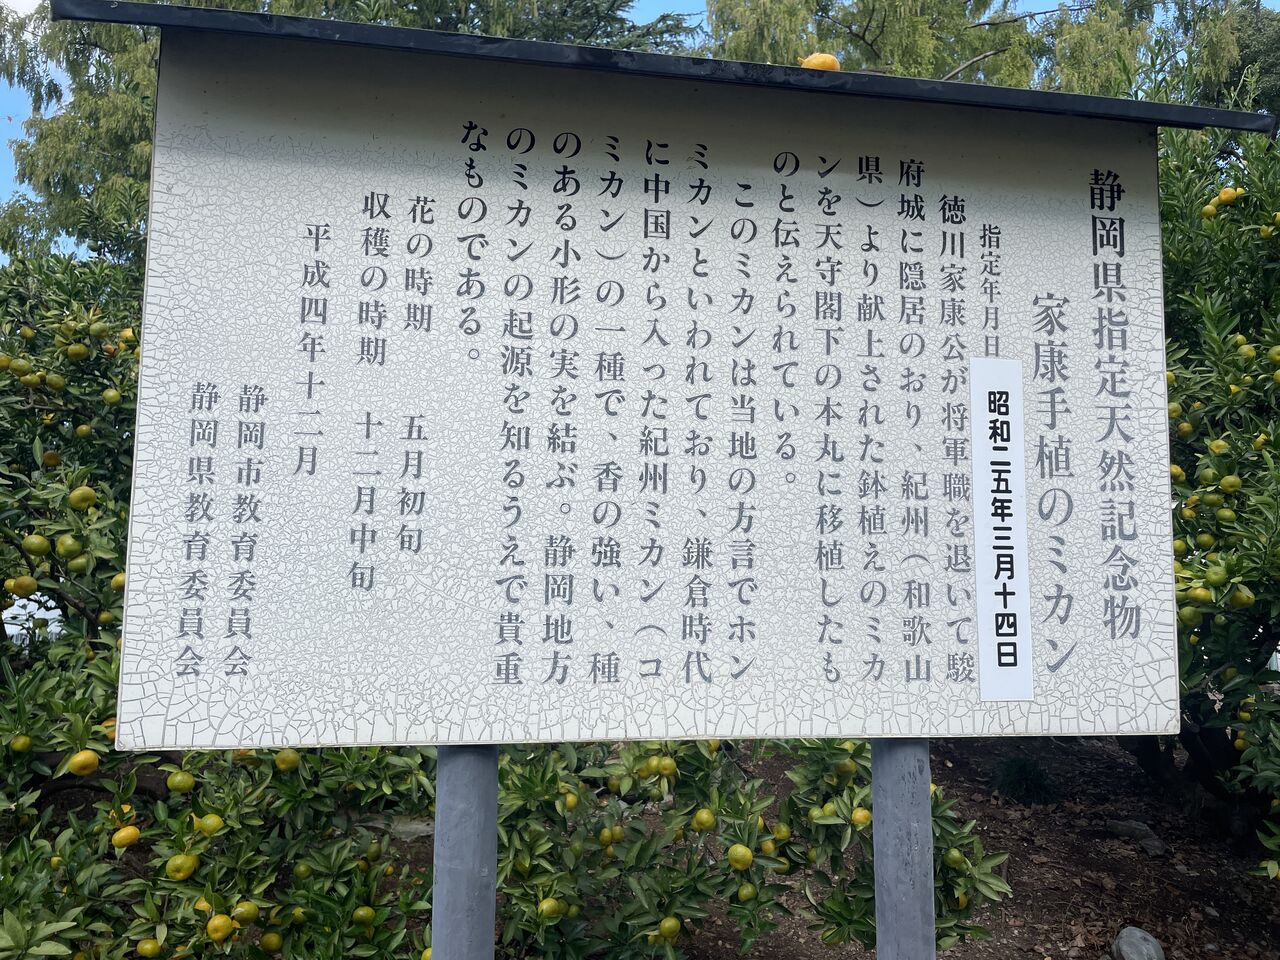 静岡県指定天然記念物
家康手植のミカン
指定年月日 昭和二五年三月十四日
徳川家康公が将軍職を退いて駿
府城に隠居のおり、紀州(和歌山
県)より献上された鉢植えのミカ
ンを天守閣下の本丸に移植したも
のと伝えられている。
このミカンは当地の方言でホン
ミカンといわれており、鎌倉時代
に中国から入った紀州ミカン(コ
ミカン)の一種で、香の強い、種
のある小形の実を結ぶ。静岡地方
のミカンの起源を知るうえで貴重
なものである。
花の時期 五月初旬
収穫の時期 十二月中旬
平成四年十二月
静岡市教育委員会
静岡県教育委員会